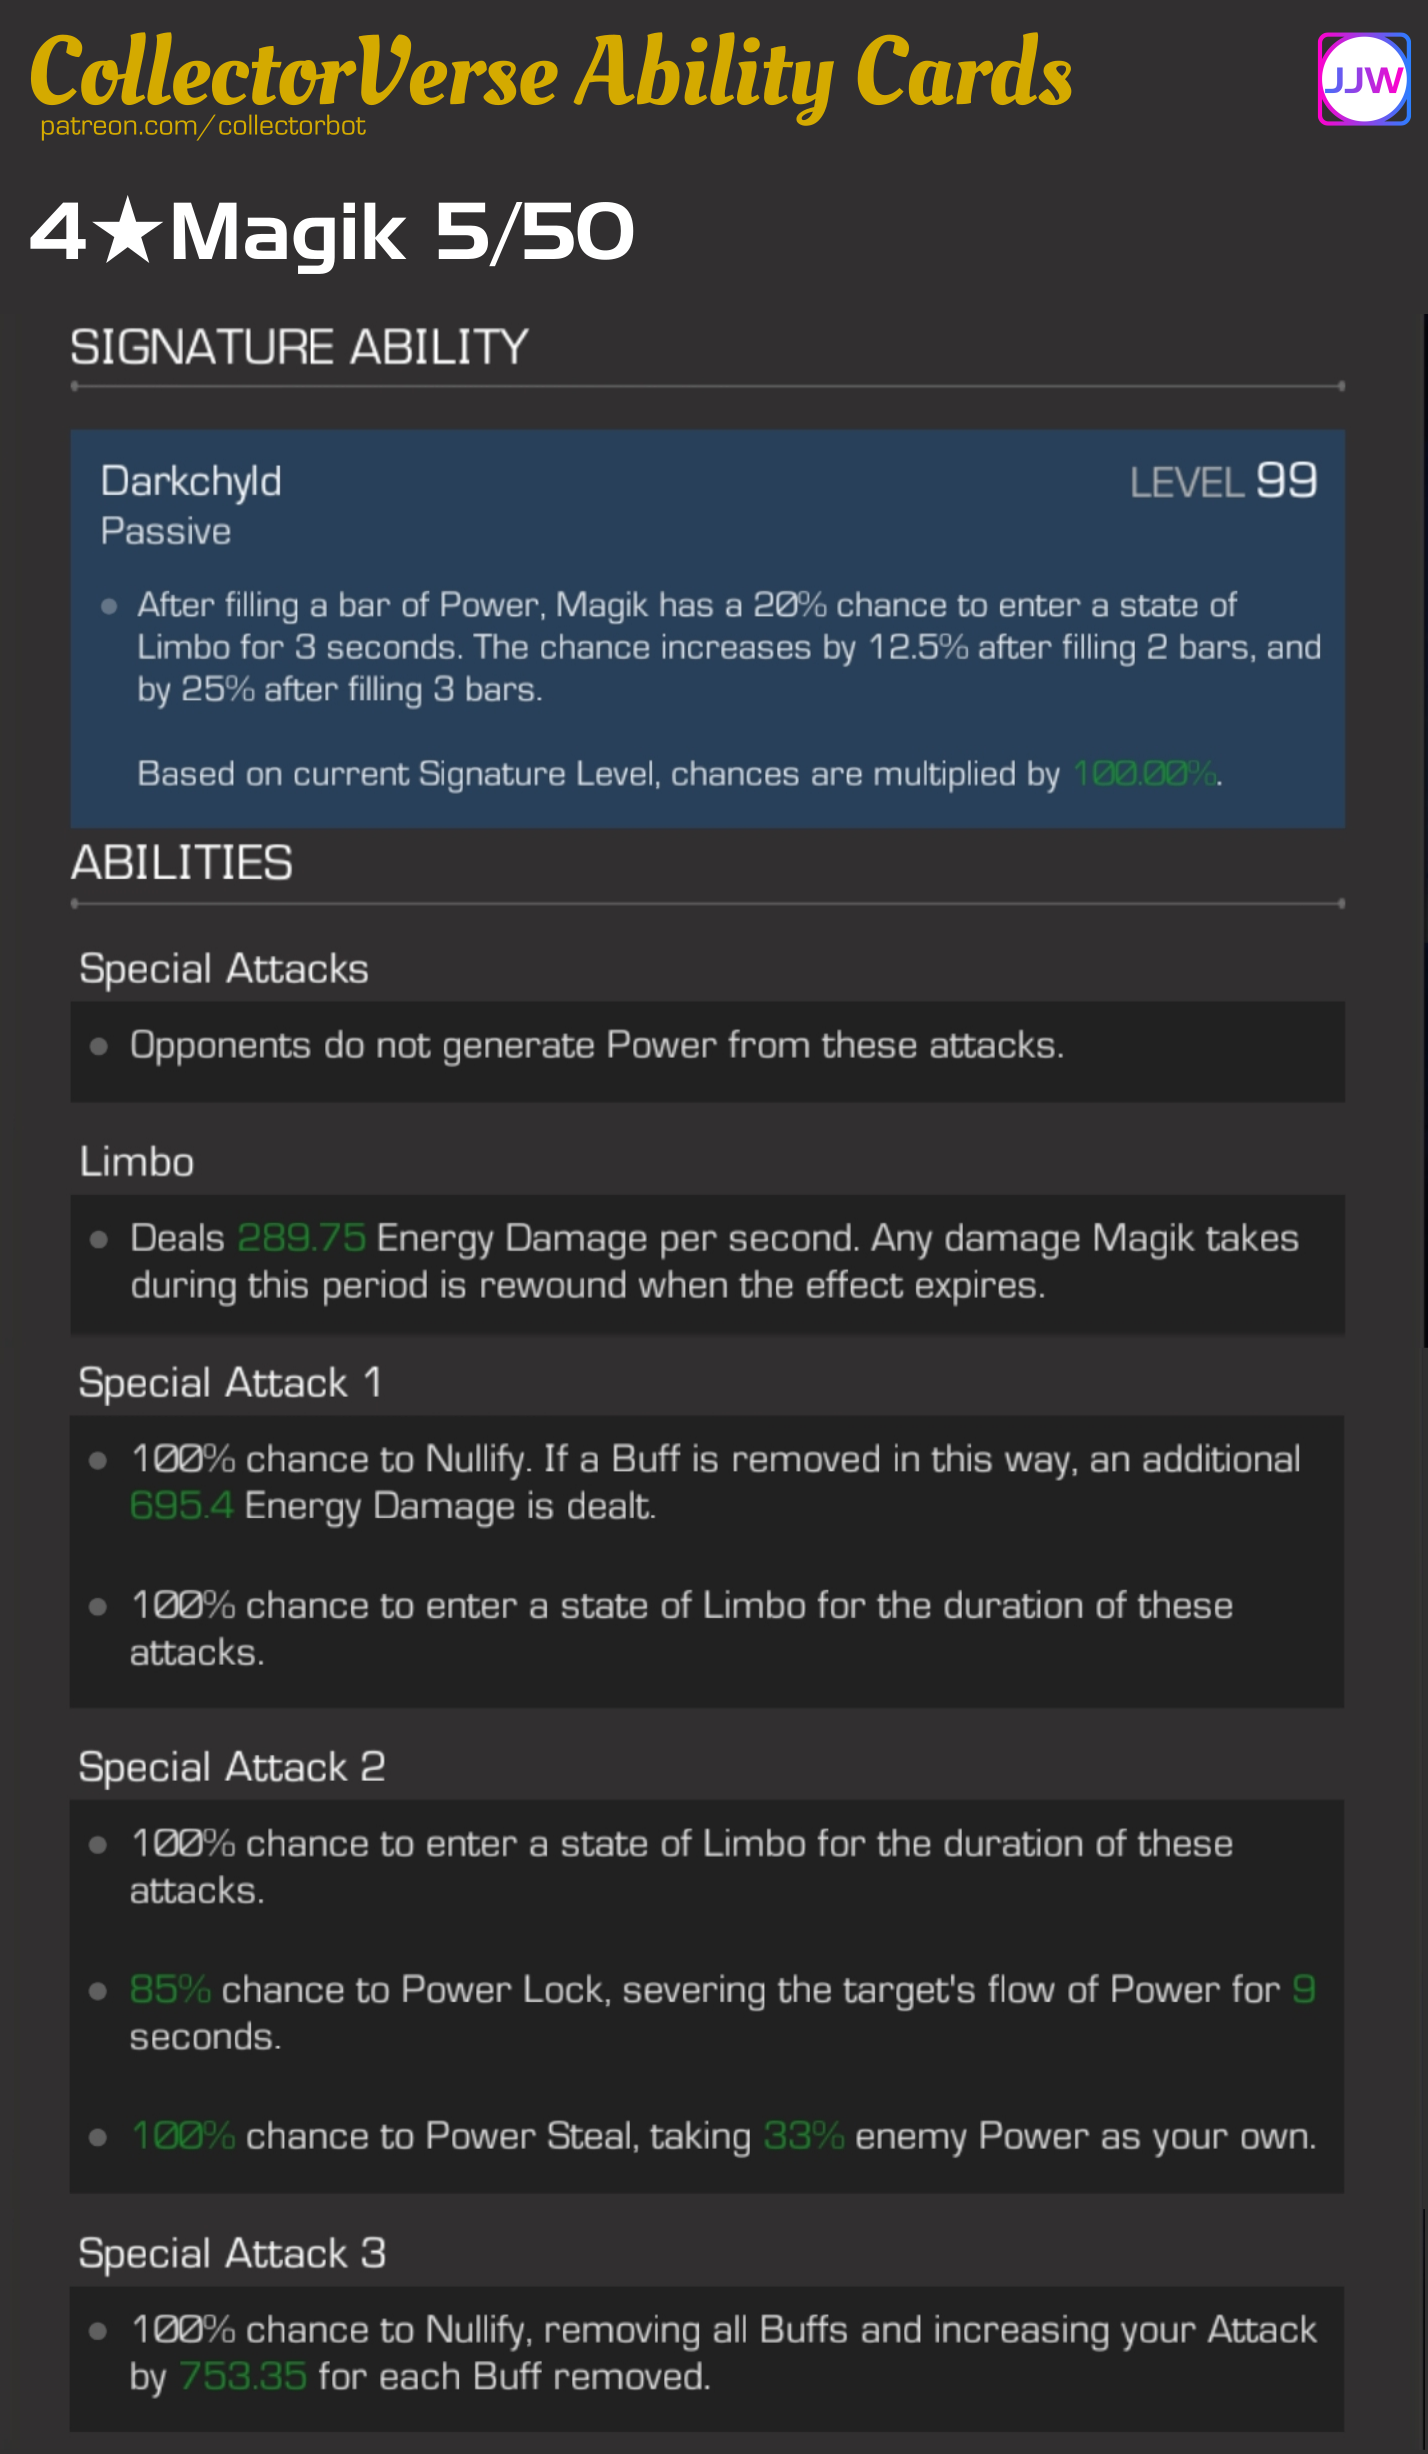 CollectorVerse Ability Cards
patreon.com/collectorbot
JJW
4★Magik 5/50
SIGNATURE ABILITY
Darkchyld
LEVEL 99
Passive
After filling a bar of Power, Magik has a 20% chance to enter a state of
Limbo for 3 seconds. The chance increases by 12.5% after filling 2 bars, and
by 25% after filling 3 bars.
Based on current Signature Level, chances are multiplied by 100.00%.
ABILITIES
Special Attacks
Opponents do not generate Power from these attacks.
Limbo
Deals 289.75 Energy Damage per second. Any damage Magik takes
during this period is rewound when the effect expires.
Special Attack 1
100% chance to Nullify. If a Buff is removed in this way, an additional
695.4 Energy Damage is dealt.
100% chance to enter a state of Limbo for the duration of these
attacks.
Special Attack 2
100% chance to enter a state of Limbo for the duration of these
attacks.
85% chance to Power Lock, severing the target's flow of Power for 9
seconds.
100% chance to Power Steal, taking 33% enemy Power as your own.
Special Attack 3
100% chance to Nullify, removing all Buffs and increasing your Attack
by 753.35 for each Buff removed.